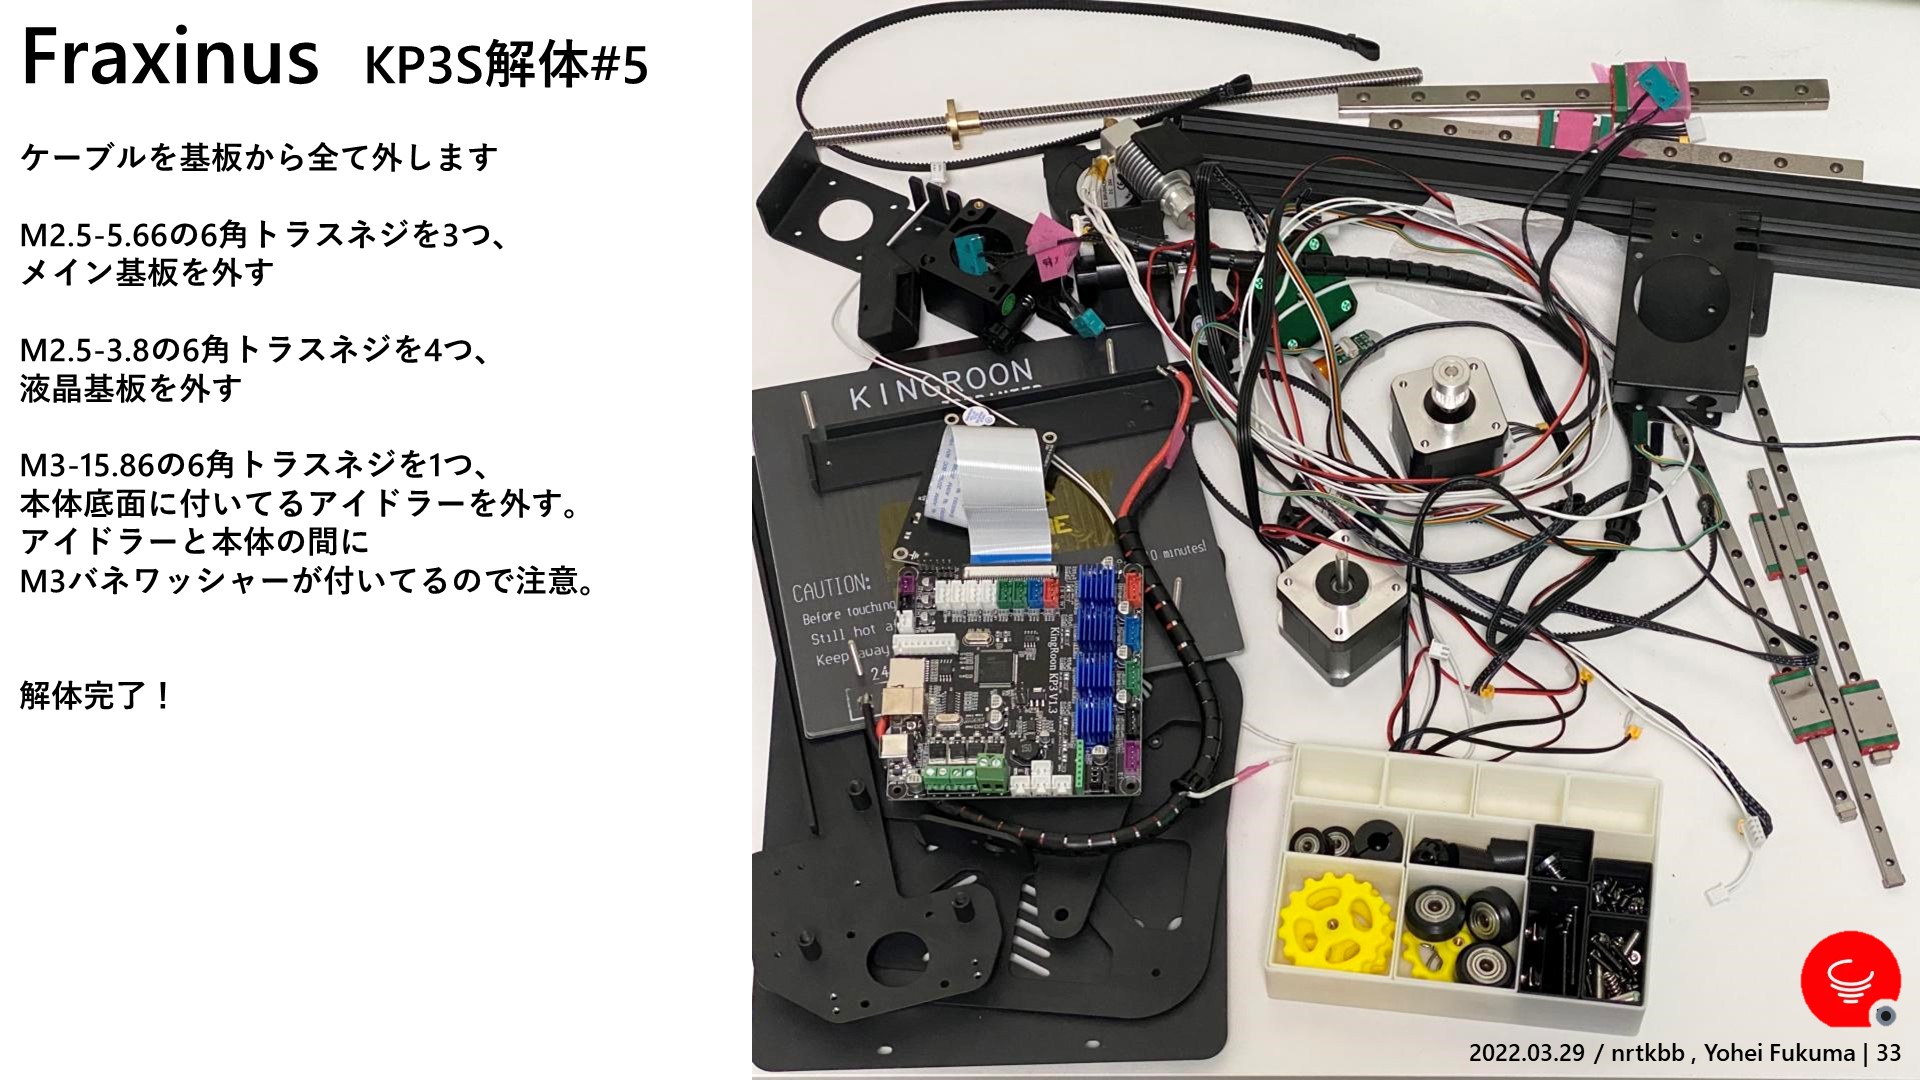 Fraxinus KP3S解体#5
ケーブルを基板から全て外します
M2.5-5.66の6角トラスネジを3つ、
メイン基板を外す
M2.5-3.8の6角トラスネジを4つ、
液晶基板を外す
M3-15.86の6角トラスネジを1つ、
本体底面に付いてるアイドラーを外す。
アイドラーと本体の間に
M3バネワッシャーが付いてるので注意。
解体完了！
KINGROON
CAUTION:
Before touching
Still hot
Keep away
24
0 minutes!
KingRoon KP3 V1.3
2022.03.29 / nrtkbb , Yohei Fukuma | 33